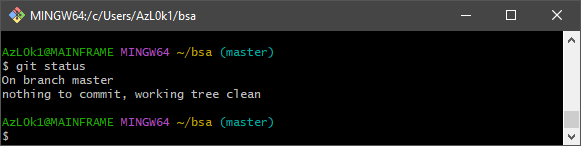 MINGW64:/c/Users/AzL0k1/bsa
AzL0k1@MAINFRAME MINGW64 ~/bsa (master)
$ git status
On branch master
nothing to commit, working tree clean
AzL0k1@MAINFRAME MINGW64 ~/bsa (master)
$